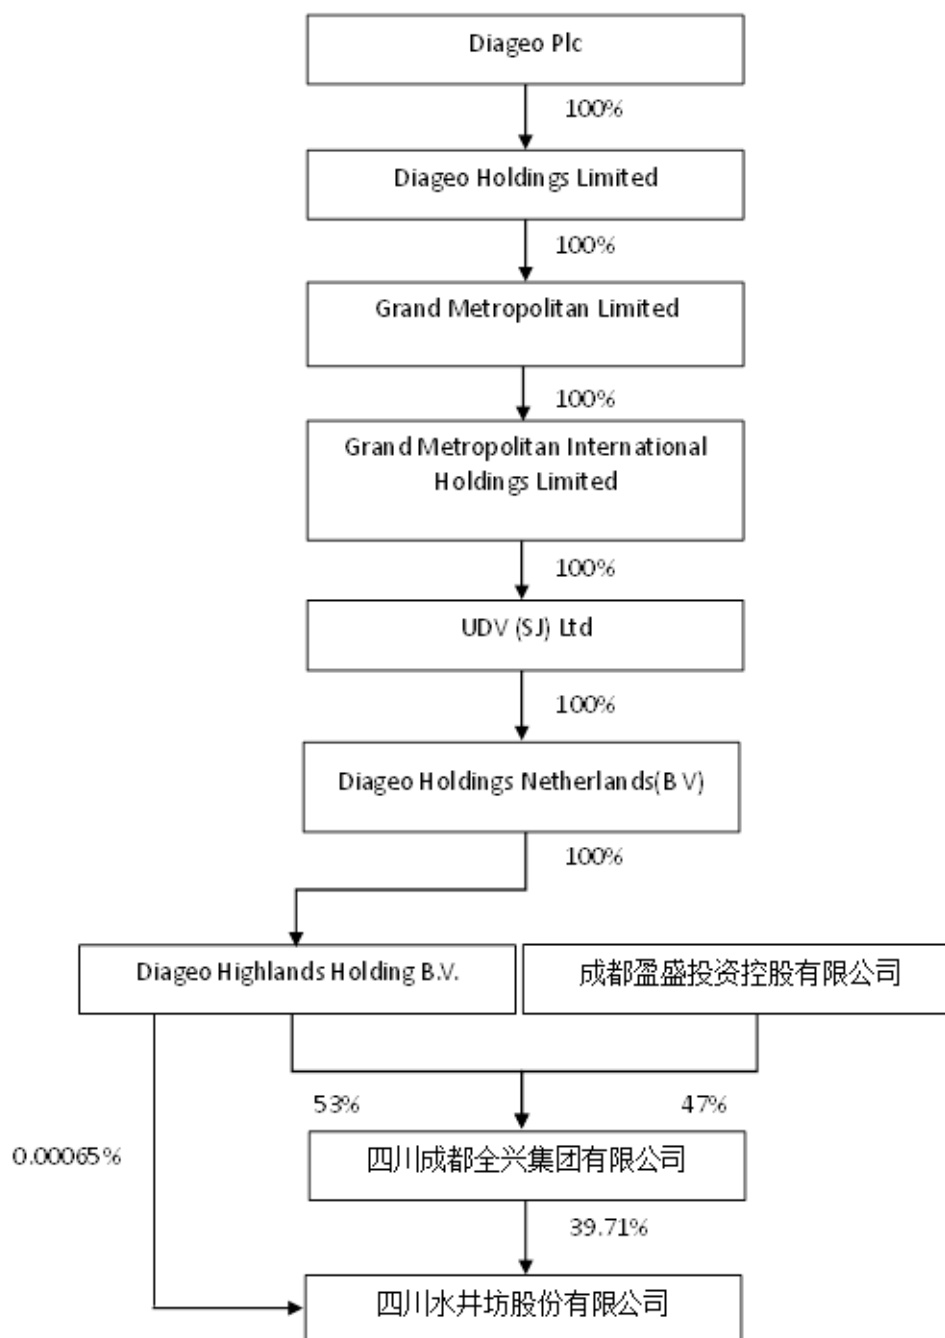 Diageo Plc
100%
Diageo Holdings Limited
100%
Grand Metropolitan Limited
100%
Grand Metropolitan International
Holdings Limited
100%
UDV (SJ) Ltd
100%
Diageo Holdings Netherlands(B V)
100%
Diageo Highlands Holding B.V.
成都盈盛投资控股有限公司
53%
47%
0.00065%
四川成都全兴集团有限公司
39.71%
四川水井坊股份有限公司